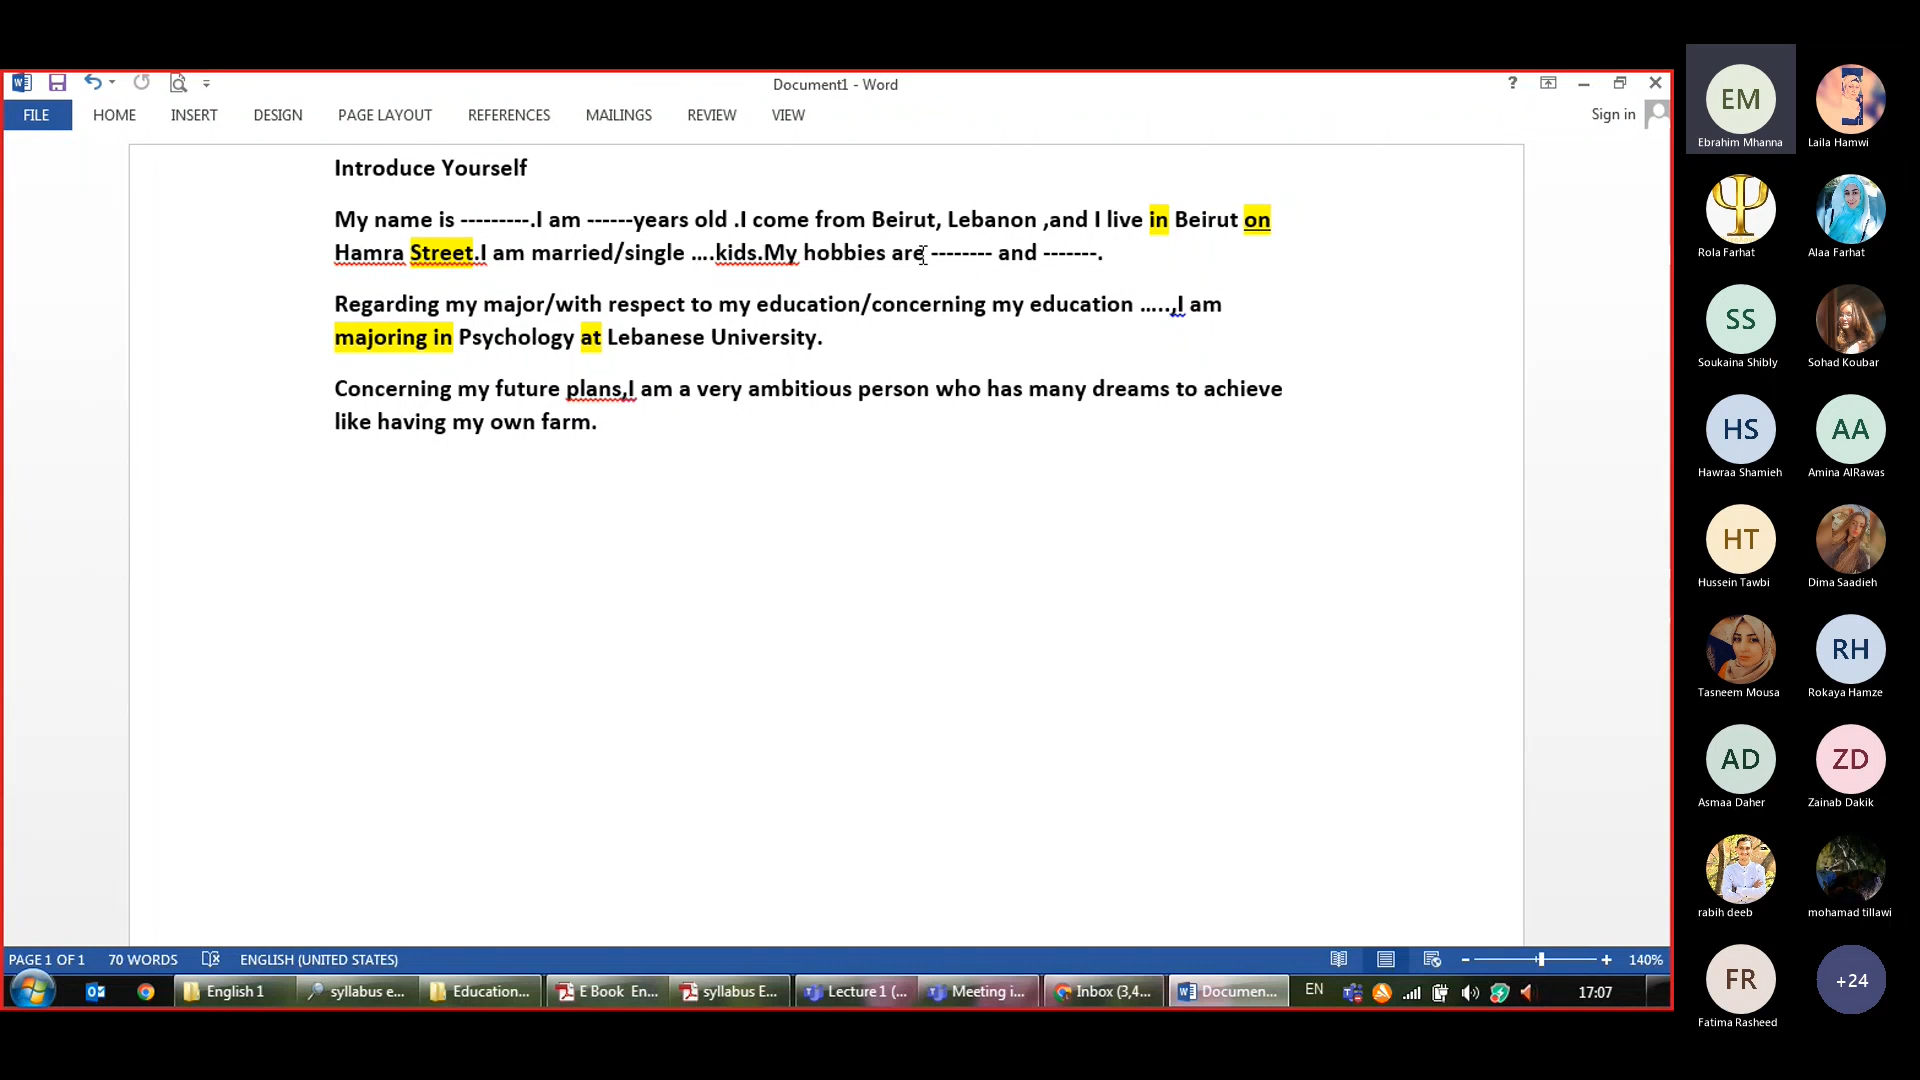 Document1 - Word
?
FILE HOME INSERT DESIGN PAGE LAYOUT REFERENCES MAILINGS REVIEW VIEW Sign in
Introduce Yourself
My name is ---------.I am ------years old .I come from Beirut, Lebanon ,and I live in Beirut on
Hamra Street.I am married/single ….kids.My hobbies are -------- and -------.
Regarding my major/with respect to my education/concerning my education …..,I am
majoring in Psychology at Lebanese University.
Concerning my future plans,I am a very ambitious person who has many dreams to achieve
like having my own farm.
PAGE 1 OF 1 70 WORDS ENGLISH (UNITED STATES) 140%
English 1 syllabus e... Education... E Book En... syllabus E... Lecture 1 (... Meeting i... Inbox (3,4... Documen... EN 17:07
EM
Ebrahim Mhanna Laila Hamwi
Rola Farhat Alaa Farhat
SS
Soukaina Shibly Sohad Koubar
HS AA
Hawraa Shamieh Amina AlRawas
HT
Hussein Tawbi Dima Saadieh
RH
Tasneem Mousa Rokaya Hamze
AD ZD
Asmaa Daher Zainab Dakik
rabih deeb mohamad tillawi
FR +24
Fatima Rasheed